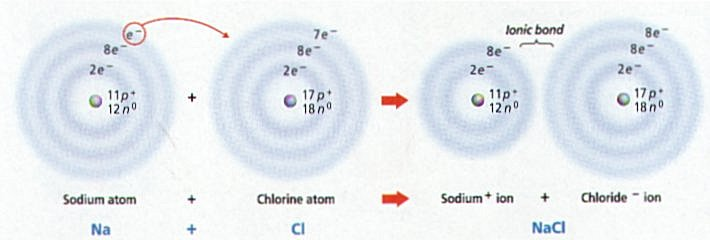 e⁻
8e⁻
2e⁻
11p⁺
12n⁰
+
7e⁻
8e⁻
2e⁻
17p⁺
18n⁰
Ionic bond
8e⁻
2e⁻
11p⁺
12n⁰
8e⁻
8e⁻
2e⁻
17p⁺
18n⁰
Sodium atom + Chlorine atom Sodium⁺ ion + Chloride⁻ ion
Na + Cl NaCl